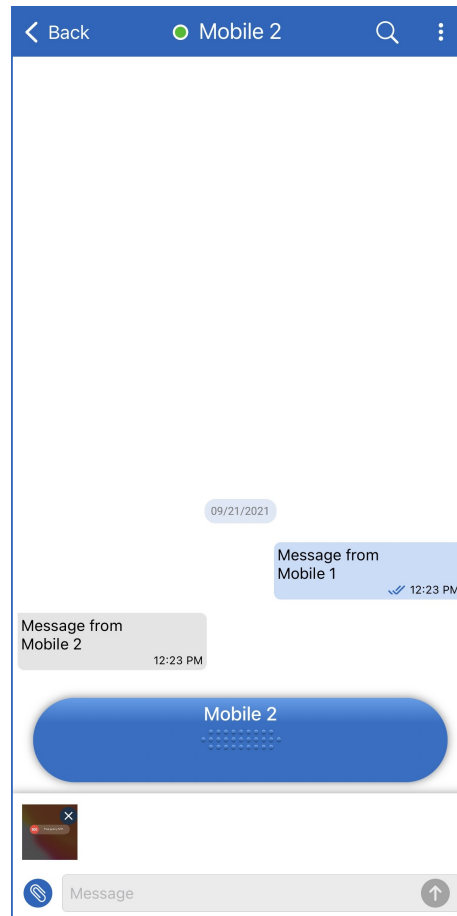 Back
Mobile 2
09/21/2021
Message from
Mobile 1
12:23 PM
Message from
Mobile 2
12:23 PM
Mobile 2
Message